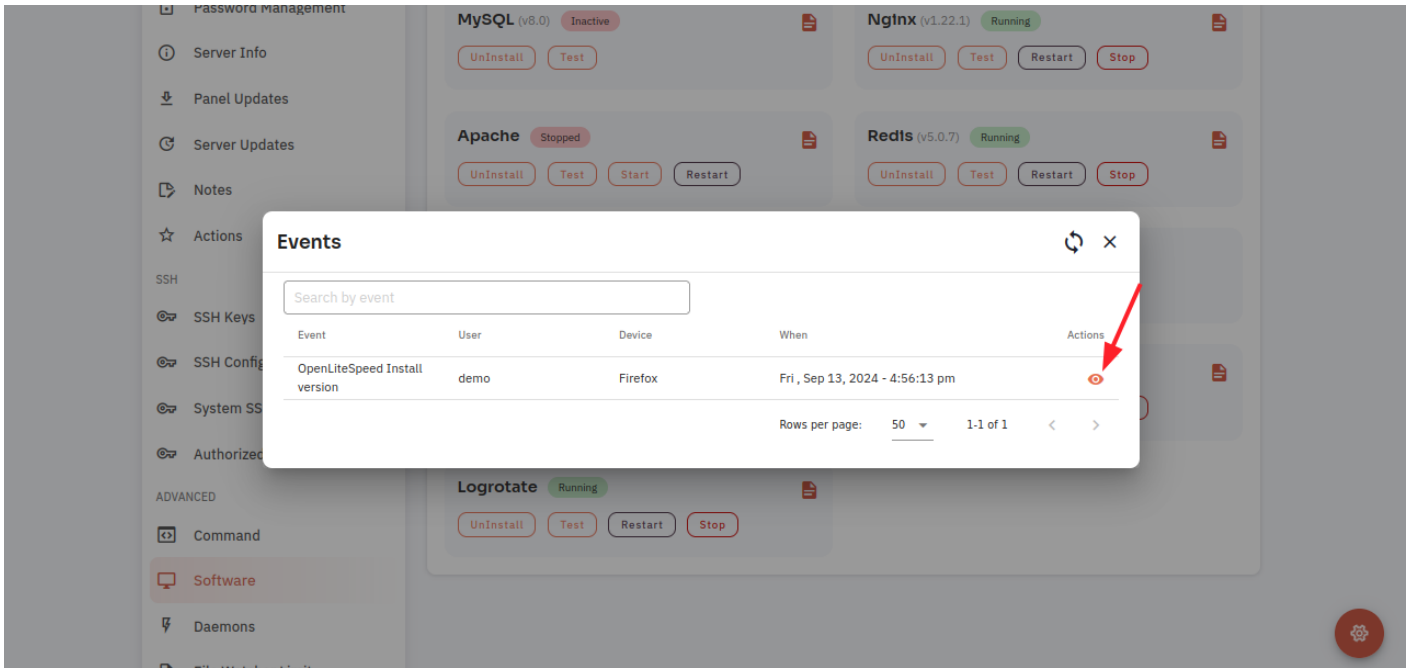 Password Management
Server Info
Panel Updates
Server Updates
Notes
Actions
SSH
SSH Keys
SSH Config
System SS
Authorized
ADVANCED
Command
Software
Daemons
MySQL (v8.0) Inactive
UnInstall Test
Nginx (v1.22.1) Running
UnInstall Test Restart Stop
Apache Stopped
UnInstall Test Start Restart
Redis (v5.0.7) Running
UnInstall Test Restart Stop
Events
Search by event
Event User Device When Actions
OpenLiteSpeed Install
version
demo Firefox Fri , Sep 13, 2024 - 4:56:13 pm
Rows per page: 50 1-1 of 1
Logrotate Running
UnInstall Test Restart Stop